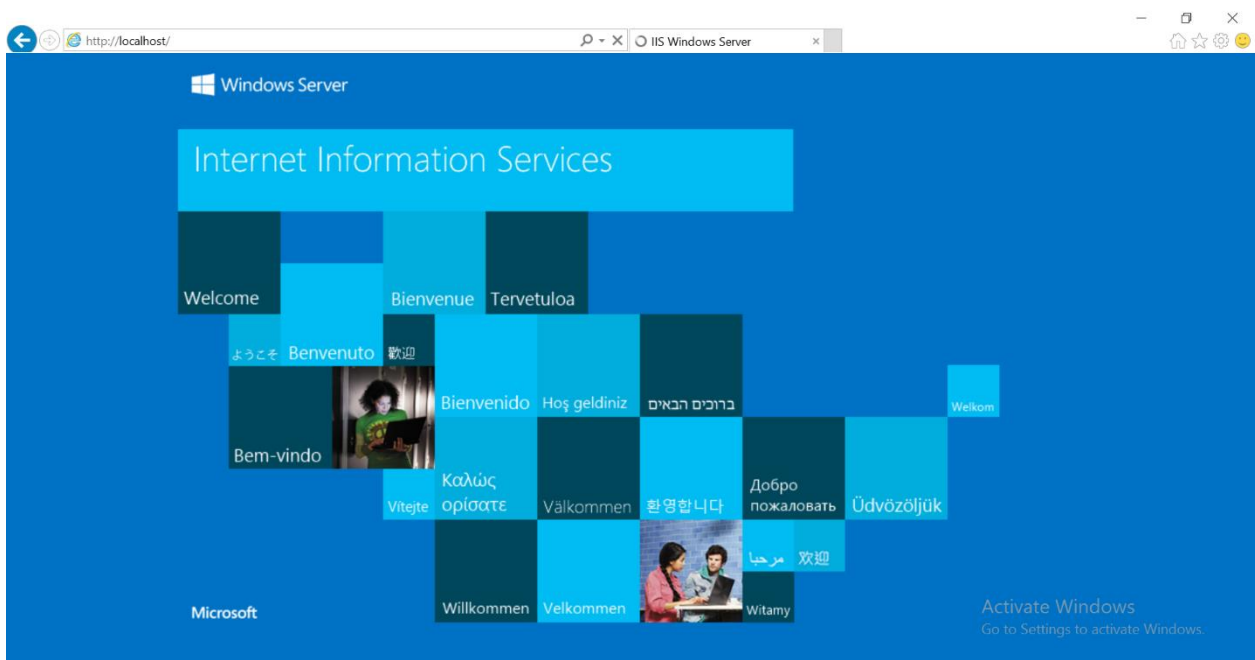 http://localhost/
IIS Windows Server
Windows Server
Internet Information Services
Welcome
Bienvenue
Tervetuloa
ようこそ
Benvenuto
歡迎
Bienvenido
Hoş geldiniz
ברוכים הבאים
Welkom
Bem-vindo
Vítejte
Καλώς
ορίσατε
Välkommen
환영합니다
Добро
пожаловать
Üdvözöljük
مرحبا
欢迎
Willkommen
Velkommen
Witamy
Microsoft
Activate Windows
Go to Settings to activate Windows.